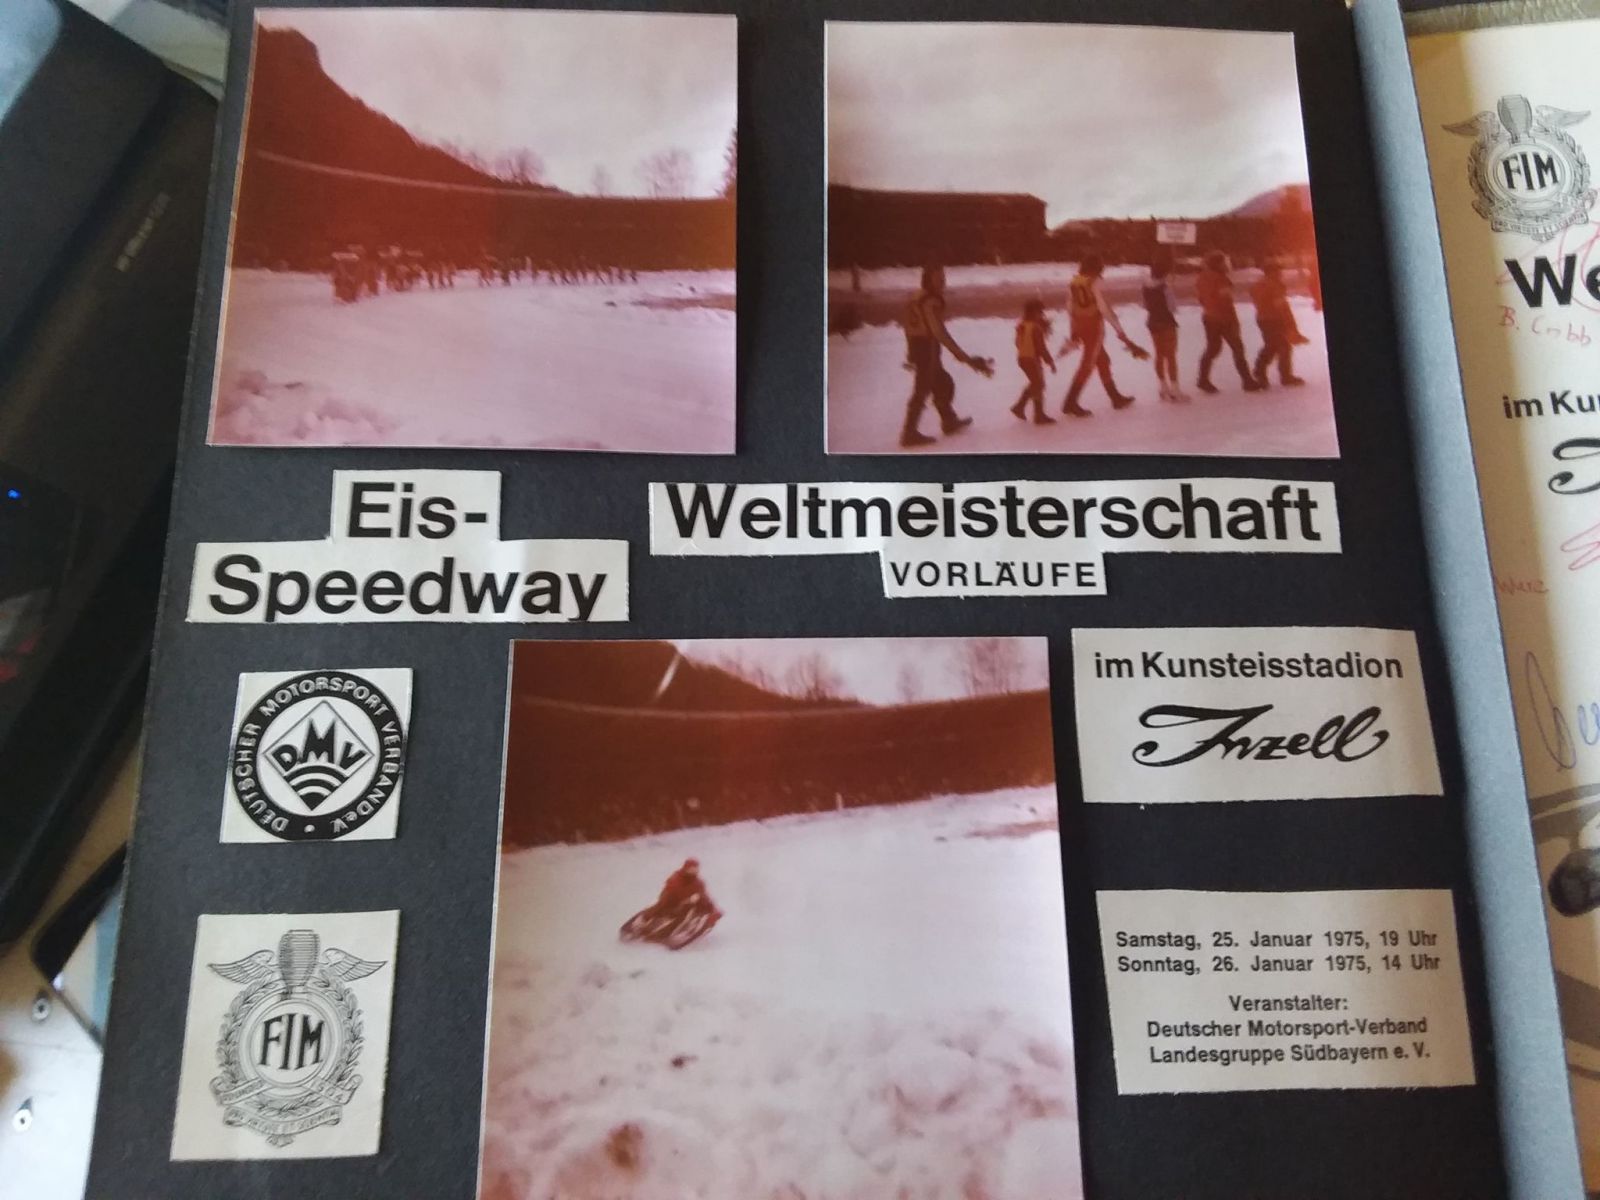 Eis-
Speedway
Weltmeisterschaft
VORLÄUFE
DEUTSCHER MOTORSPORT VERBAND e.V.
DMV
FIM
im Kunsteisstadion
Inzell
Samstag, 25. Januar 1975, 19 Uhr
Sonntag, 26. Januar 1975, 14 Uhr
Veranstalter:
Deutscher Motorsport-Verband
Landesgruppe Südbayern e. V.
FIM
We
im Ku